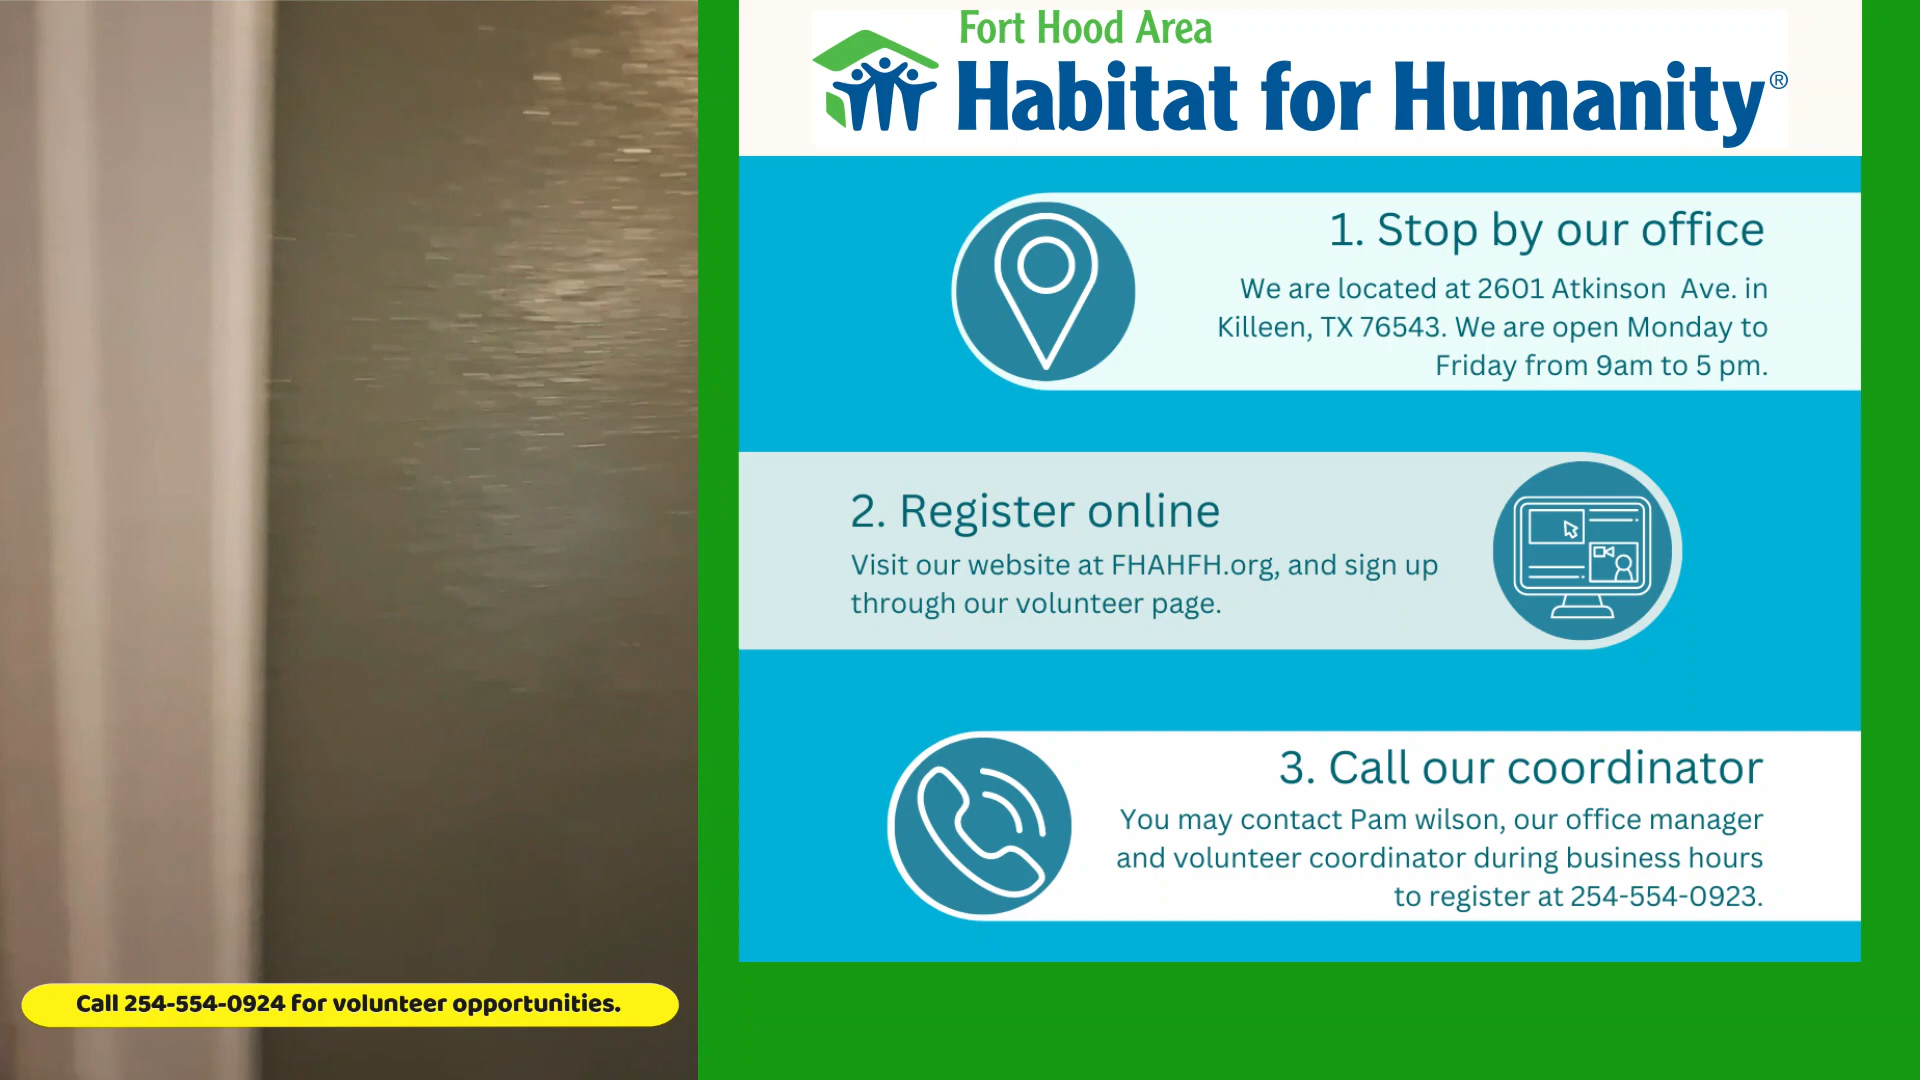 Fort Hood Area
Habitat for Humanity®
1. Stop by our office
We are located at 2601 Atkinson Ave. in
Killeen, TX 76543. We are open Monday to
Friday from 9am to 5 pm.
2. Register online
Visit our website at FHAHFH.org, and sign up
through our volunteer page.
3. Call our coordinator
You may contact Pam wilson, our office manager
and volunteer coordinator during business hours
to register at 254-554-0923.
Call 254-554-0924 for volunteer opportunities.